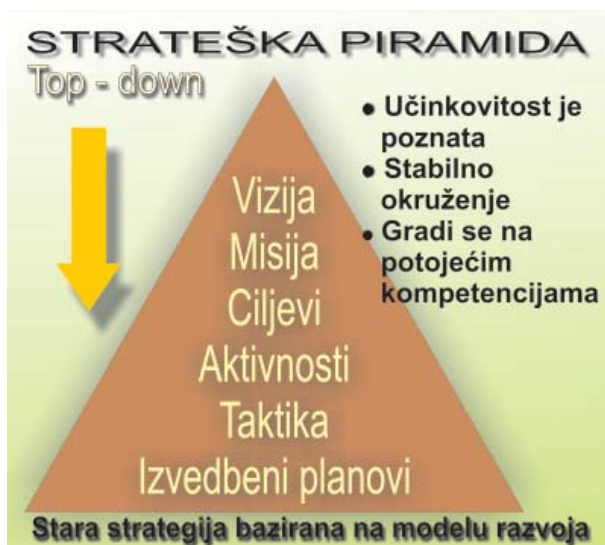 STRATEŠKA PIRAMIDA
Top - down
• Učinkovitost je
poznata
• Stabilno
okruženje
• Gradi se na
potojećim
kompetencijama
Vizija
Misija
Ciljevi
Aktivnosti
Taktika
Izvedbeni planovi
Stara strategija bazirana na modelu razvoja